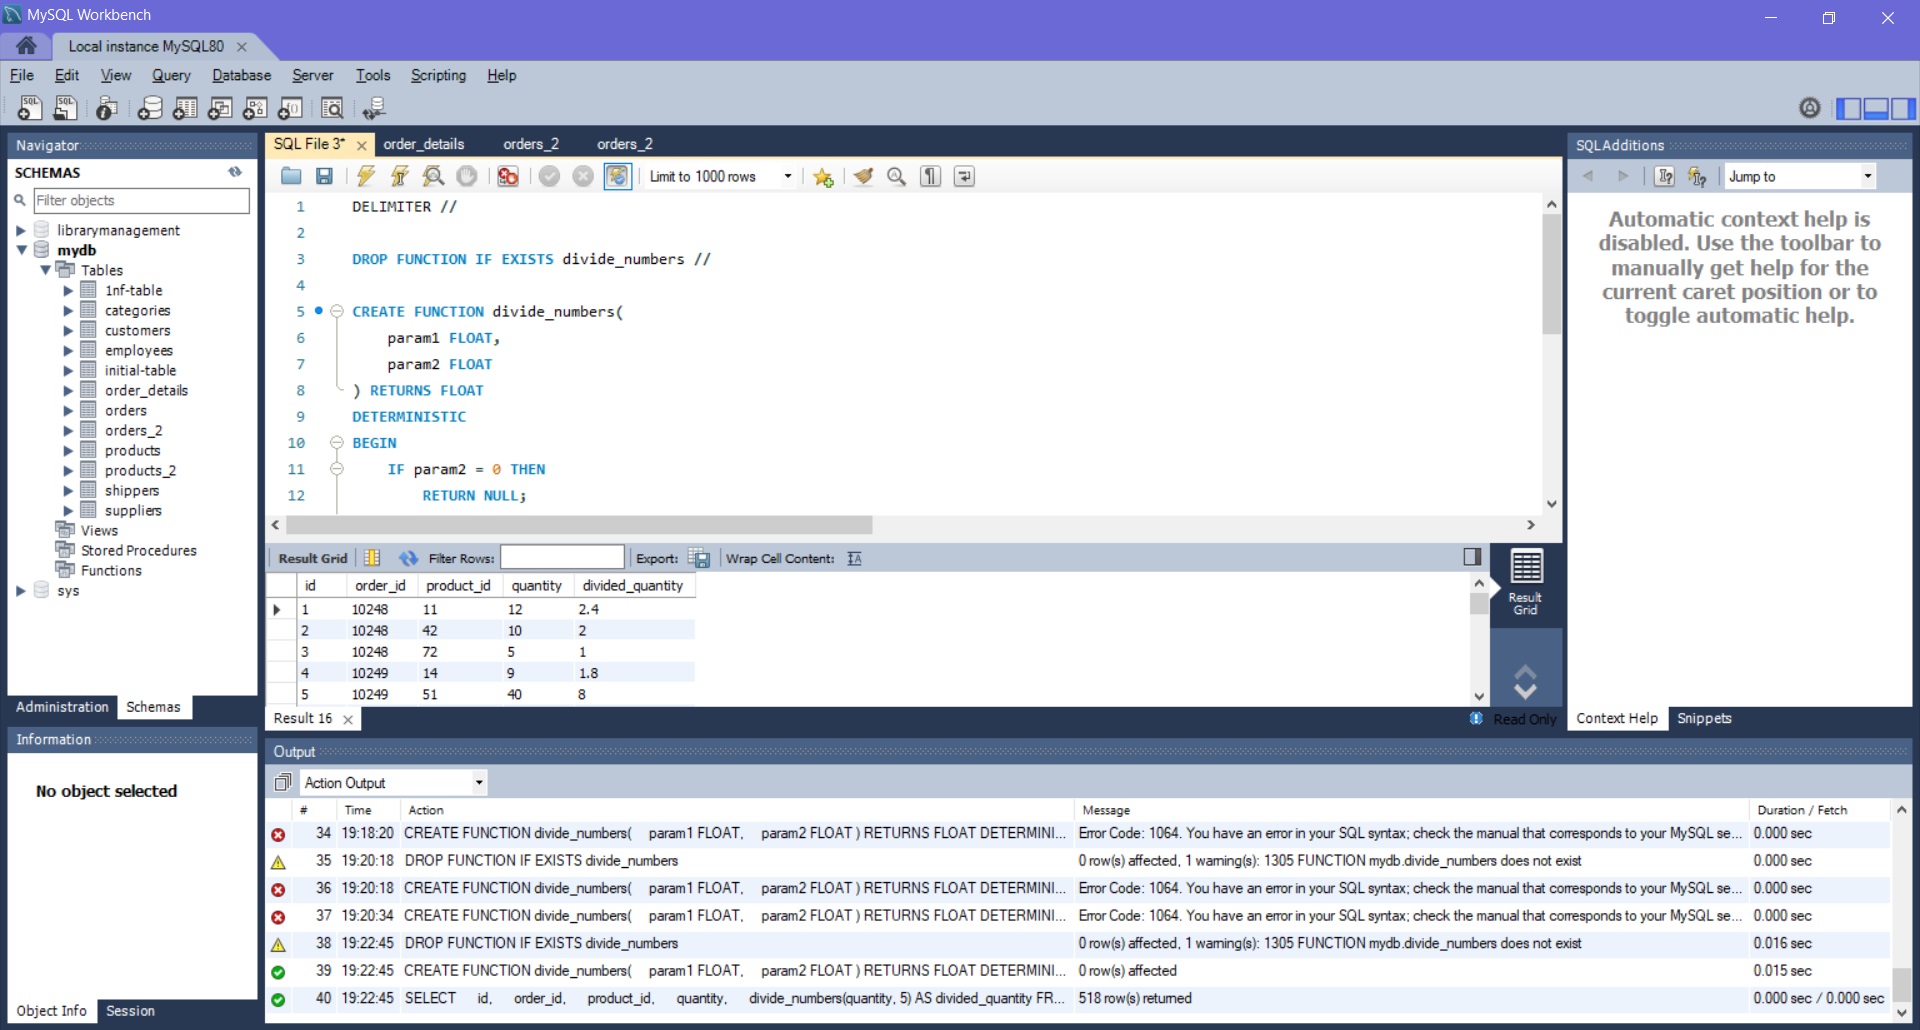 MySQL Workbench
Local instance MySQL80
File Edit View Query Database Server Tools Scripting Help
Navigator
SCHEMAS
Filter objects
librarymanagement
mydb
Tables
1nf-table
categories
customers
employees
initial-table
order_details
orders
orders_2
products
products_2
shippers
suppliers
Views
Stored Procedures
Functions
sys
Administration Schemas
Information
No object selected
Object Info Session
SQL File 3* order_details orders_2 orders_2
Limit to 1000 rows
1 DELIMITER //
2
3 DROP FUNCTION IF EXISTS divide_numbers //
4
5 CREATE FUNCTION divide_numbers(
6 param1 FLOAT,
7 param2 FLOAT
8 ) RETURNS FLOAT
9 DETERMINISTIC
10 BEGIN
11 IF param2 = 0 THEN
12 RETURN NULL;
Result Grid Filter Rows: Export: Wrap Cell Content:
id order_id product_id quantity divided_quantity
1 10248 11 12 2.4
2 10248 42 10 2
3 10248 72 5 1
4 10249 14 9 1.8
5 10249 51 40 8
Result Grid
Result 16
Read Only
SQLAdditions
Jump to
Automatic context help is
disabled. Use the toolbar to
manually get help for the
current caret position or to
toggle automatic help.
Context Help Snippets
Output
Action Output
# Time Action Message Duration / Fetch
34 19:18:20 CREATE FUNCTION divide_numbers( param1 FLOAT, param2 FLOAT ) RETURNS FLOAT DETERMINI... Error Code: 1064. You have an error in your SQL syntax; check the manual that corresponds to your MySQL se... 0.000 sec
35 19:20:18 DROP FUNCTION IF EXISTS divide_numbers 0 row(s) affected, 1 warning(s): 1305 FUNCTION mydb.divide_numbers does not exist 0.000 sec
36 19:20:18 CREATE FUNCTION divide_numbers( param1 FLOAT, param2 FLOAT ) RETURNS FLOAT DETERMINI... Error Code: 1064. You have an error in your SQL syntax; check the manual that corresponds to your MySQL se... 0.000 sec
37 19:20:34 CREATE FUNCTION divide_numbers( param1 FLOAT, param2 FLOAT ) RETURNS FLOAT DETERMINI... Error Code: 1064. You have an error in your SQL syntax; check the manual that corresponds to your MySQL se... 0.000 sec
38 19:22:45 DROP FUNCTION IF EXISTS divide_numbers 0 row(s) affected, 1 warning(s): 1305 FUNCTION mydb.divide_numbers does not exist 0.016 sec
39 19:22:45 CREATE FUNCTION divide_numbers( param1 FLOAT, param2 FLOAT ) RETURNS FLOAT DETERMINI... 0 row(s) affected 0.015 sec
40 19:22:45 SELECT id, order_id, product_id, quantity, divide_numbers(quantity, 5) AS divided_quantity FR... 518 row(s) returned 0.000 sec / 0.000 sec